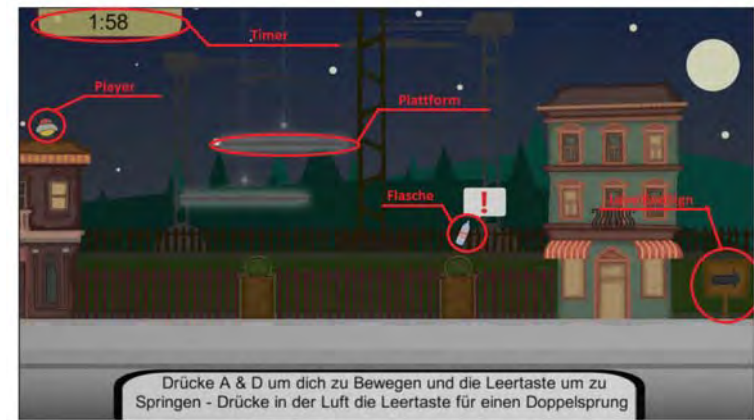 1:58
Timer
Player
Plattform
Flasche
!
Drücke A & D um dich zu Bewegen und die Leertaste um zu
Springen - Drücke in der Luft die Leertaste für einen Doppelsprung